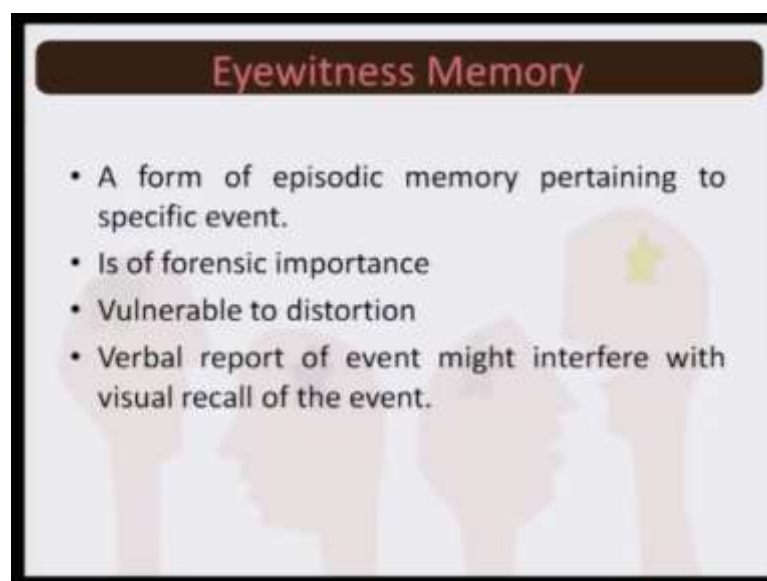 Eyewitness Memory
• A form of episodic memory pertaining to
specific event.
• Is of forensic importance
• Vulnerable to distortion
• Verbal report of event might interfere with
visual recall of the event.